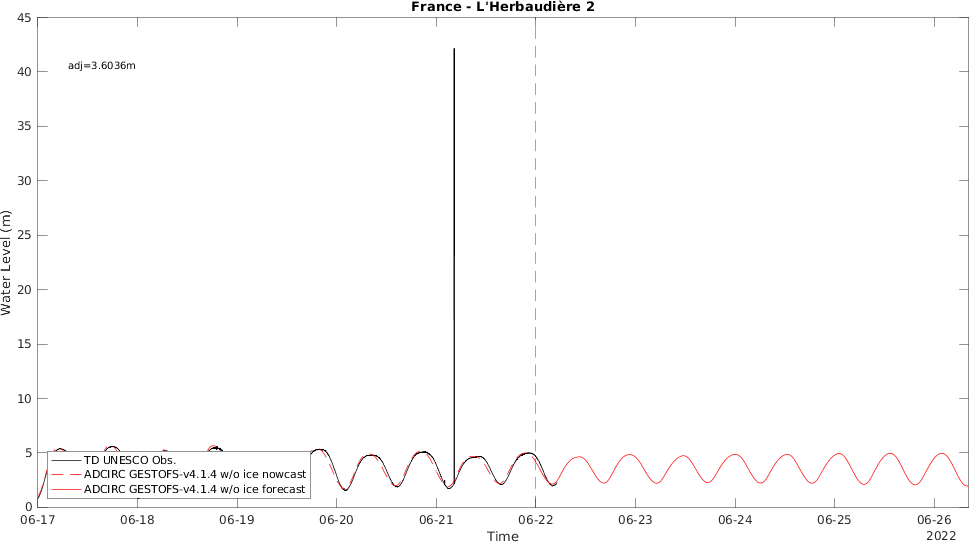 France - L'Herbaudière 2
45
40
35
30
25
20
15
10
5
0
Water Level (m)
adj=3.6036m
TD UNESCO Obs.
ADCIRC GESTOFS-v4.1.4 w/o ice nowcast
ADCIRC GESTOFS-v4.1.4 w/o ice forecast
06-17 06-18 06-19 06-20 06-21 06-22 06-23 06-24 06-25 06-26
2022
Time